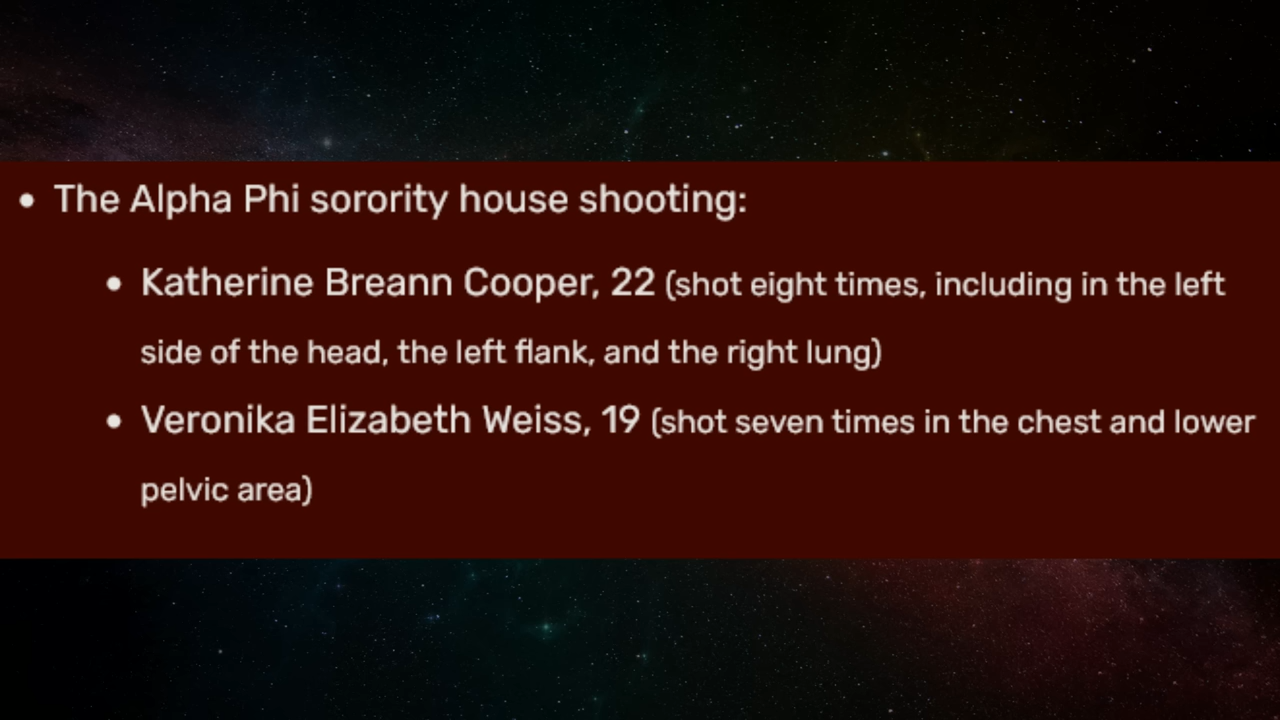 • The Alpha Phi sorority house shooting:
• Katherine Breann Cooper, 22 (shot eight times, including in the left
side of the head, the left flank, and the right lung)
• Veronika Elizabeth Weiss, 19 (shot seven times in the chest and lower
pelvic area)